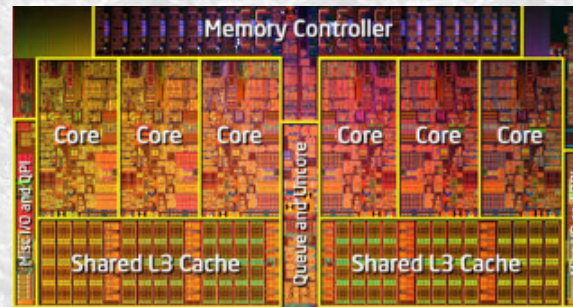 Memory Controller
Core
Core
Core
Core
Core
Core
Misc I/O and QPI
Queue and Uncore
Shared L3 Cache
Shared L3 Cache